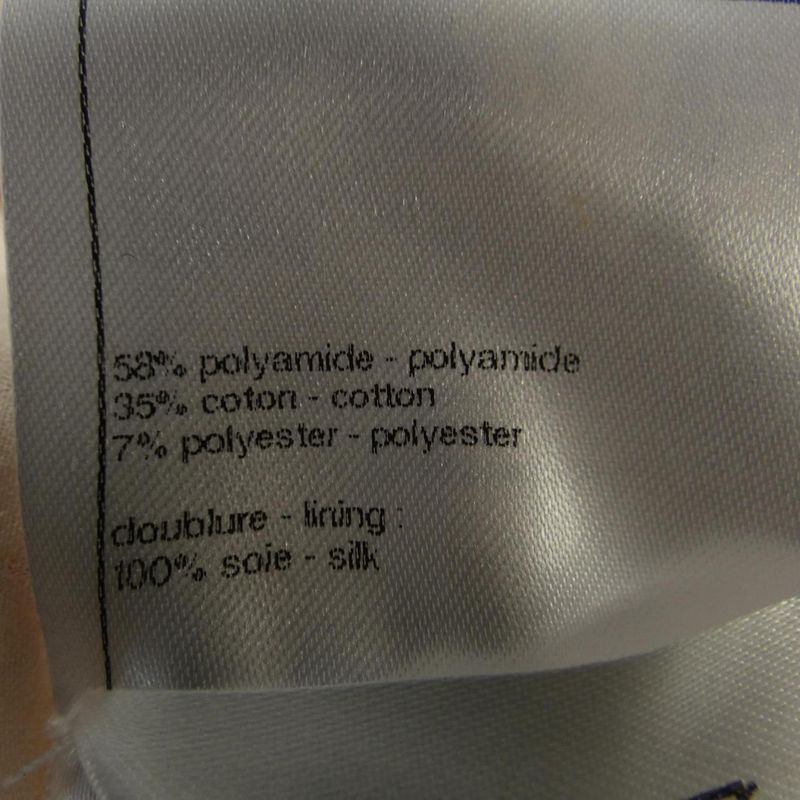 58% polyamide - polyamide
35% coton - cotton
7% polyester - polyester
doublure - lining :
100% soie - silk